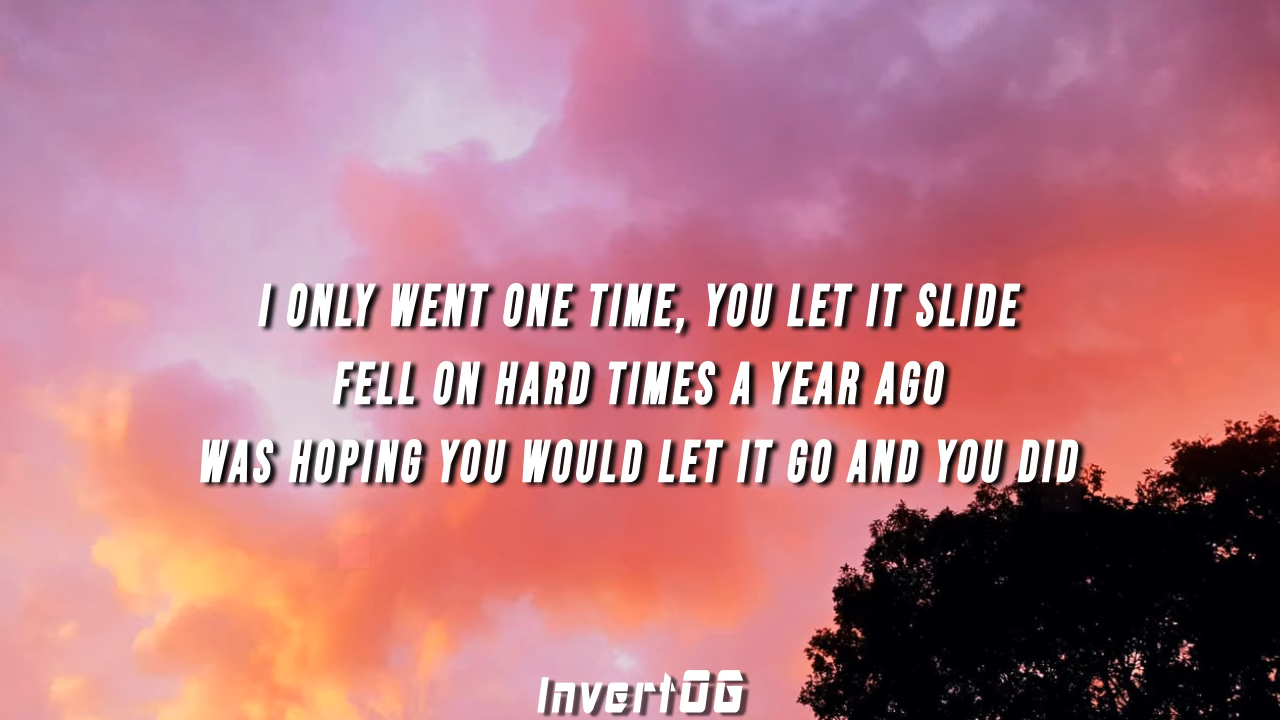 I ONLY WENT ONE TIME, YOU LET IT SLIDE
FELL ON HARD TIMES A YEAR AGO
WAS HOPING YOU WOULD LET IT GO AND YOU DID
InvertOG